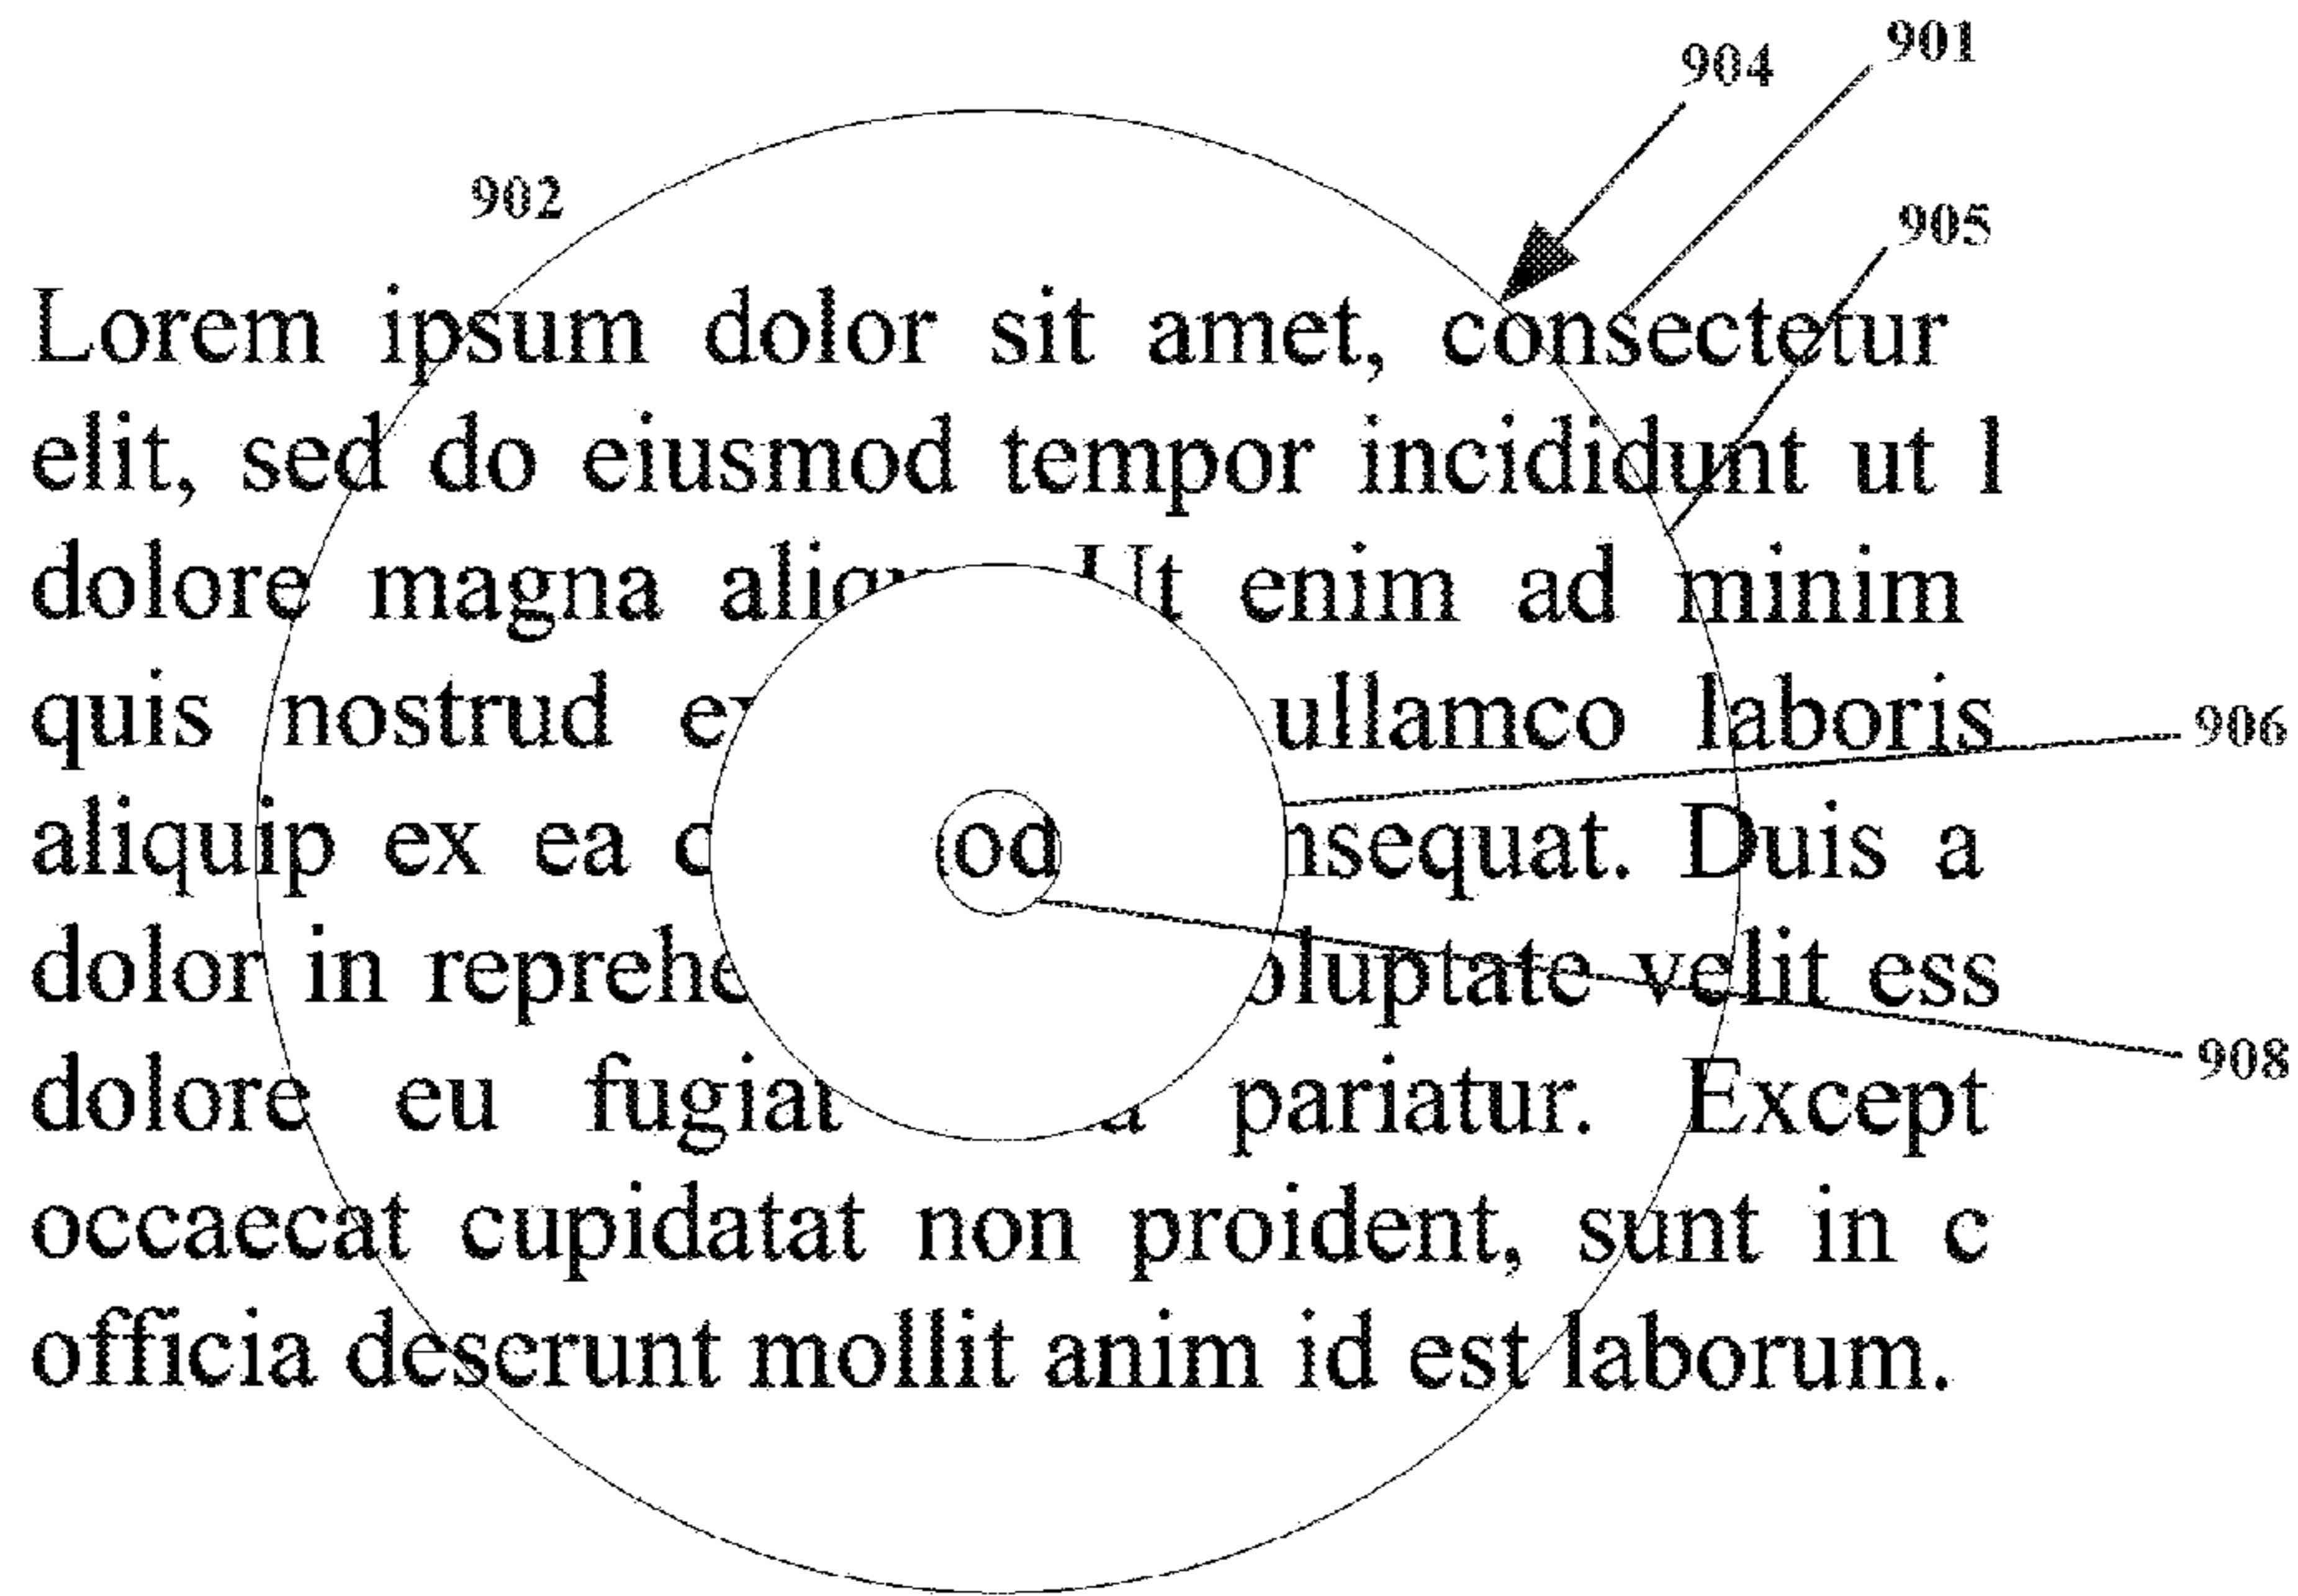 904 901
902 905
Lorem ipsum dolor sit amet, consectetur
elit, sed do eiusmod tempor incididunt ut l
dolore magna Ut enim ad minim
quis nostrud ullamco laboris 906
aliquip ex ea od nsequat. Duis a
dolor in reprehe oluptate velit ess
908
dolore eu fugiat pariatur. Except
occaecat cupidatat non proident, sunt in c
officia deserunt mollit anim id est laborum.